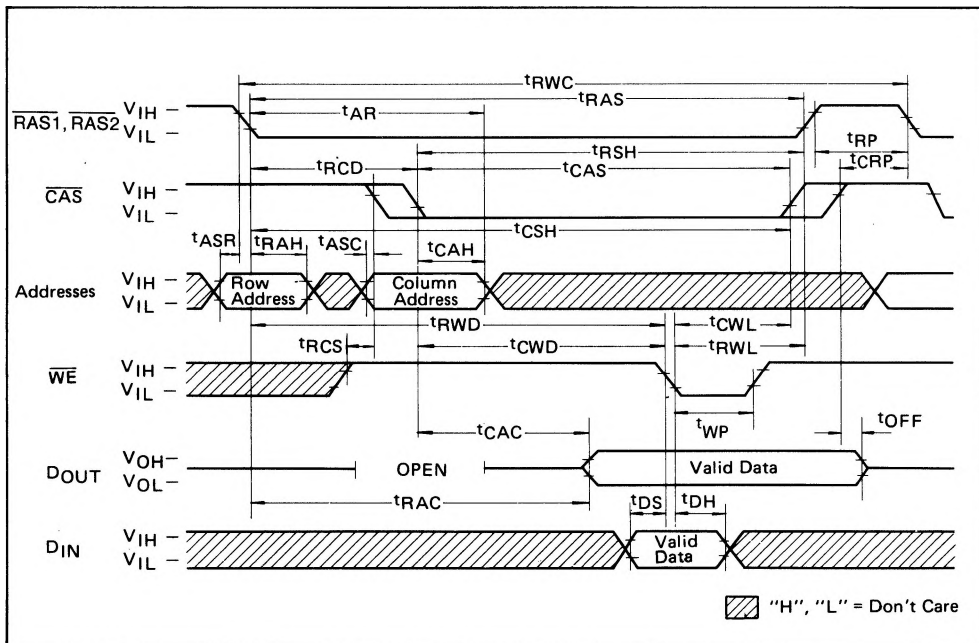 tRWC
tRAS
tAR
RAS1, RAS2
VIH
VIL
tRP
tRSH
tCRP
tRCD
tCAS
CAS
VIH
VIL
tCSH
tASR
tRAH
tASC
tCAH
Addresses
VIH
VIL
Row Address
Column Address
tRWD
tCWL
tRCS
tCWD
tRWL
WE
VIH
VIL
tCAC
tWP
tOFF
DOUT
VOH
VOL
OPEN
Valid Data
tRAC
tDS
tDH
DIN
VIH
VIL
Valid Data
"H", "L" = Don't Care